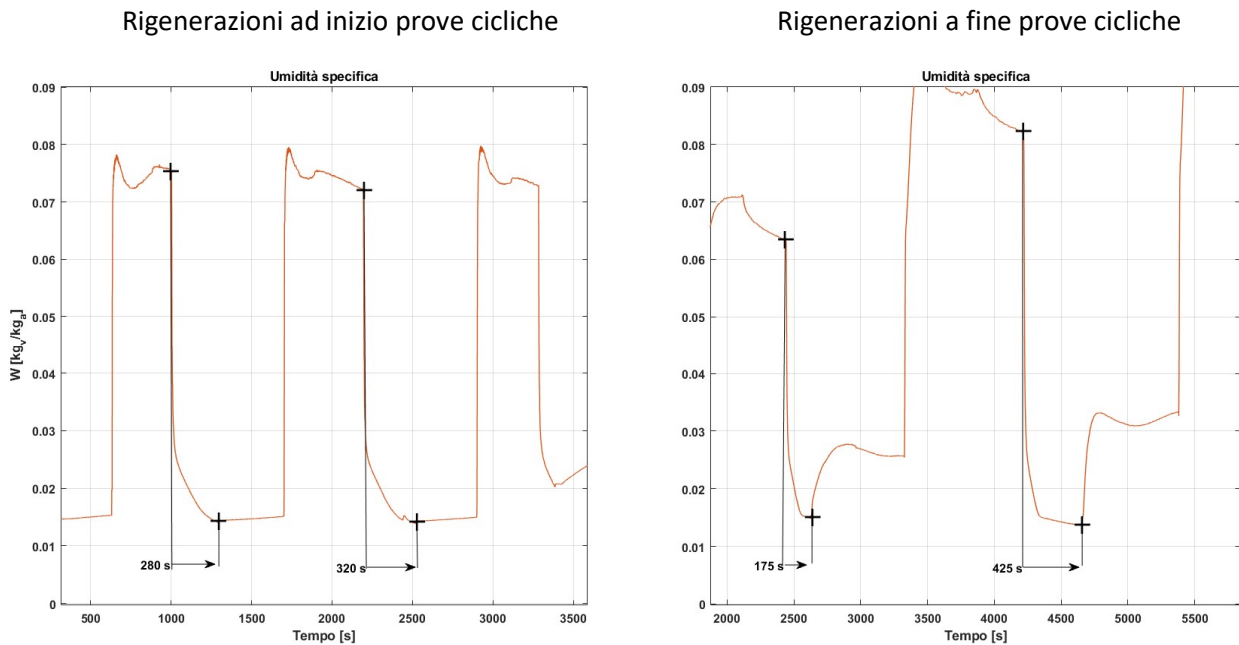 Rigenerazioni ad inizio prove cicliche
Umidità specifica
0.09
0.08
0.07
0.06
0.05
0.04
0.03
0.02
0.01
0
W [kg_v/kg_a]
280 s
320 s
500 1000 1500 2000 2500 3000 3500
Tempo [s]
Rigenerazioni a fine prove cicliche
Umidità specifica
0.09
0.08
0.07
0.06
0.05
0.04
0.03
0.02
0.01
0
175 s
425 s
2000 2500 3000 3500 4000 4500 5000 5500
Tempo [s]